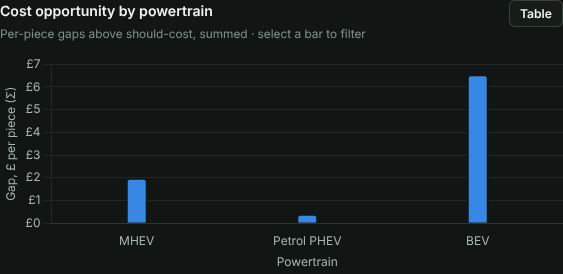 Cost opportunity by powertrain
Table
Per-piece gaps above should-cost, summed · select a bar to filter
Gap, £ per piece (Σ)
£7
£6
£5
£4
£3
£2
£1
£0
MHEV
Petrol PHEV
BEV
Powertrain